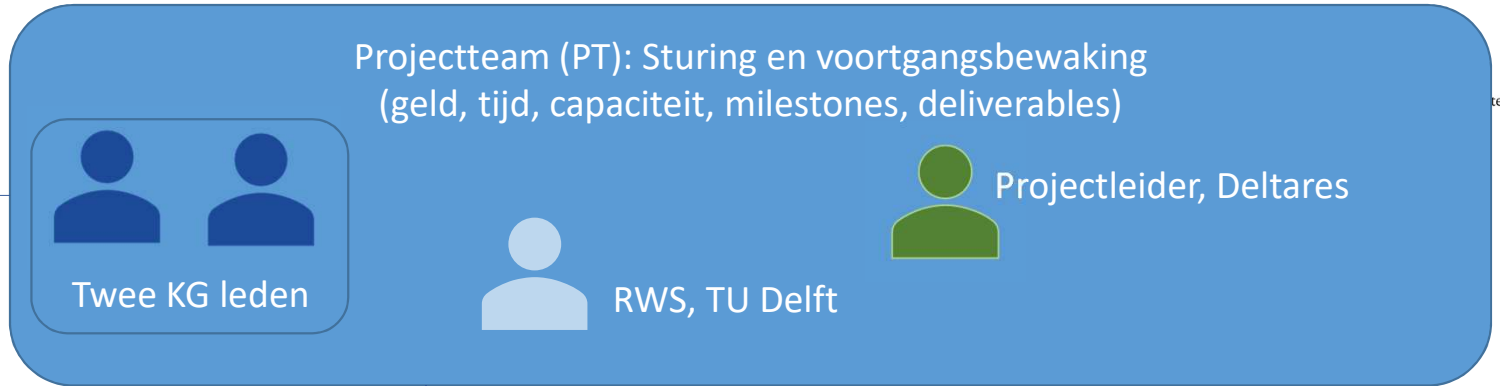 Projectteam (PT): Sturing en voortgangsbewaking
(geld, tijd, capaciteit, milestones, deliverables)
Projectleider, Deltares
Twee KG leden
RWS, TU Delft